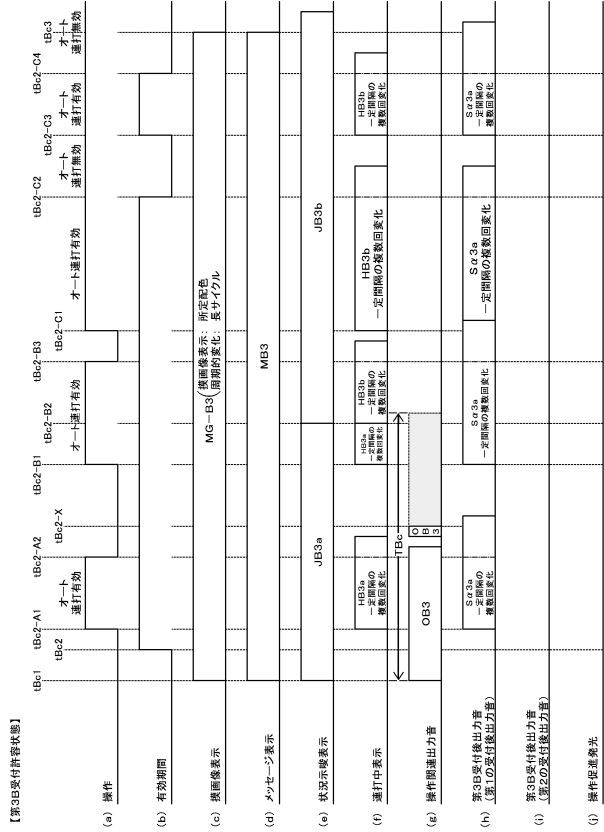 【第3B受付許容状態】
tBc1
tBc2
tBc2-A1
tBc2-A2
tBc2-X
tBc2-B1
tBc2-B2
tBc2-B3
tBc2-C1
tBc2-C2
tBc2-C3
tBc2-C4
tBc3
(a) 操作
オート
連打有効
オート連打有効
オート連打有効
オート
連打無効
オート
連打有効
オート
連打無効
(b) 有効期間
(c) 摸画像表示
MG-B3(摸画像表示: 所定配色
周期的変化: 長サイクル
(d) メッセージ表示
MB3
(e) 状況示唆表示
JB3a
JB3b
(f) 連打中表示
HB3a
一定間隔の
複数回変化
HB3a
一定間隔の
複数回変化
HB3b
一定間隔の
複数回変化
HB3b
一定間隔の複数回変化
HB3b
一定間隔の
複数回変化
TBc
(g) 操作関連出力音
OB3
OB3
(h) 第3B受付後出力音
(第1の受付後出力音)
Sα3a
一定間隔の
複数回変化
Sα3a
一定間隔の複数回変化
Sα3a
一定間隔の複数回変化
Sα3a
一定間隔の
複数回変化
(i) 第3B受付後出力音
(第2の受付後出力音)
(j) 操作促進発光